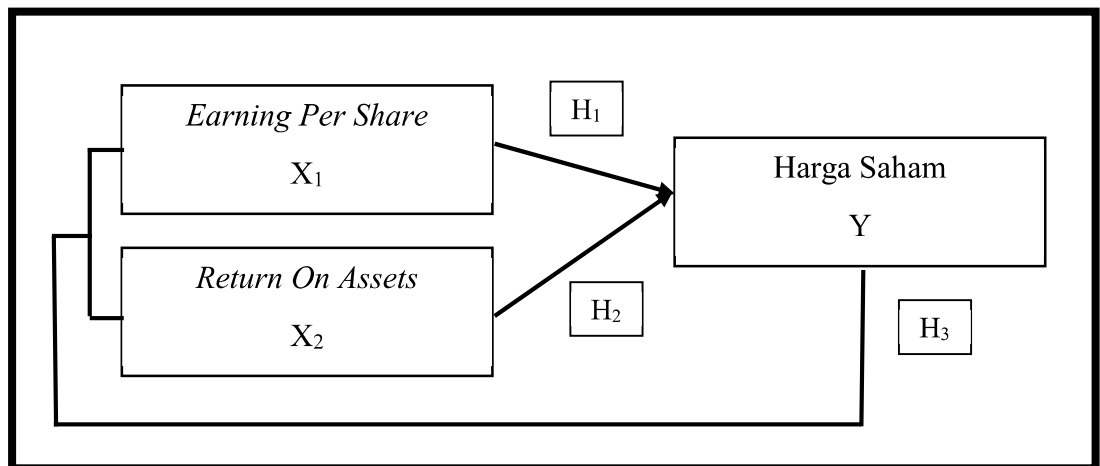 Earning Per Share
X₁
H₁
Harga Saham
Y
Return On Assets
X₂
H₂
H₃